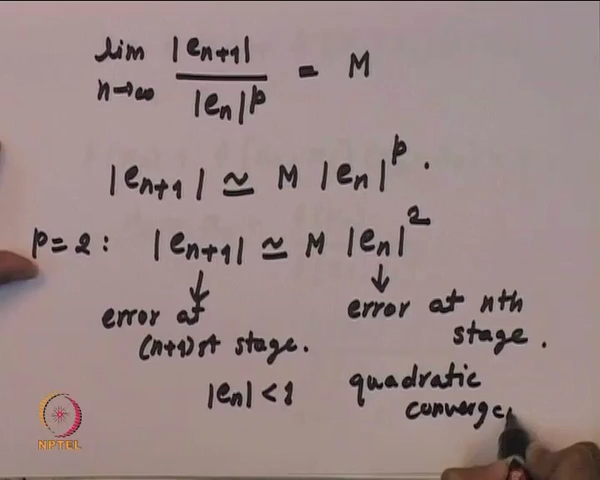 lim |en+1| / |en|^p = M
n→∞
|en+1| ≃ M |en|^p .
p=2 : |en+1| ≃ M |en|^2
error at (n+1)st stage.
error at nth stage .
|en| < 1
quadratic
converge
NPTEL